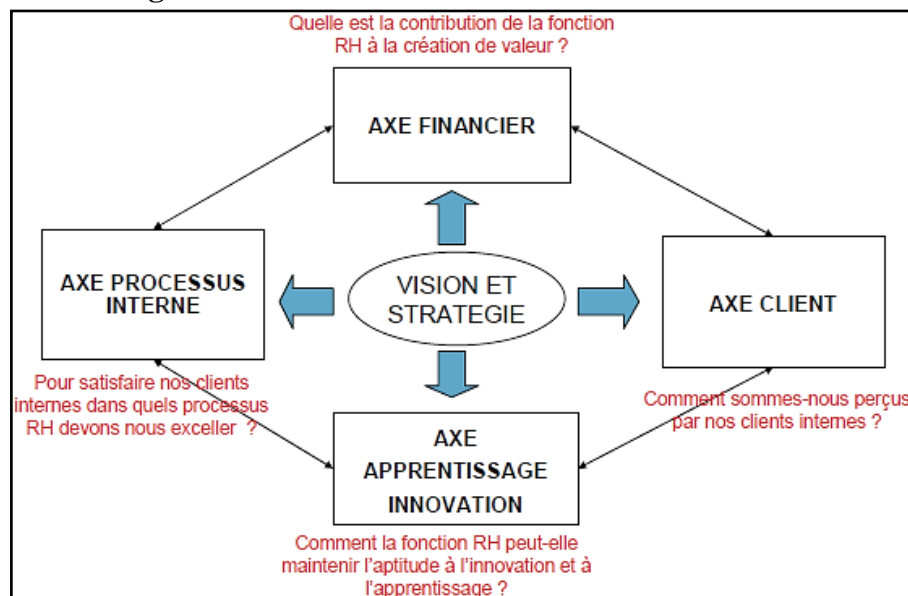 Quelle est la contribution de la fonction
RH à la création de valeur ?
AXE FINANCIER
AXE PROCESSUS
INTERNE
VISION ET
STRATEGIE
AXE CLIENT
Pour satisfaire nos clients
internes dans quels processus
RH devons nous exceller ?
Comment sommes-nous perçus
par nos clients internes ?
AXE
APPRENTISSAGE
INNOVATION
Comment la fonction RH peut-elle
maintenir l'aptitude à l'innovation et à
l'apprentissage ?